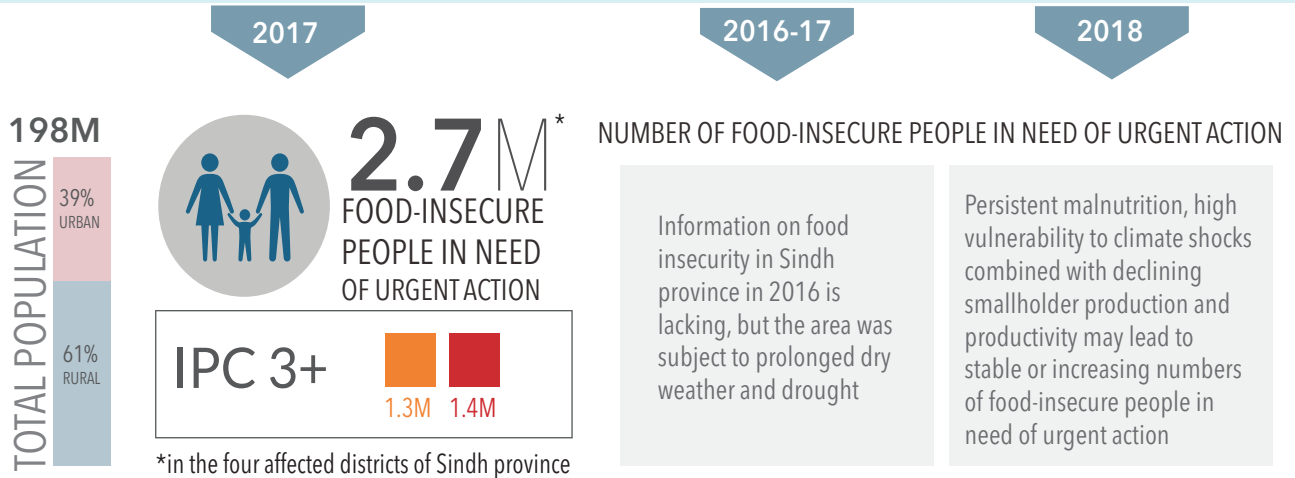 2017
2016-17
2018
198M
TOTAL POPULATION
39%
URBAN
61%
RURAL
2.7M*
FOOD-INSECURE
PEOPLE IN NEED
OF URGENT ACTION
IPC 3+
1.3M 1.4M
*in the four affected districts of Sindh province
NUMBER OF FOOD-INSECURE PEOPLE IN NEED OF URGENT ACTION
Information on food
insecurity in Sindh
province in 2016 is
lacking, but the area was
subject to prolonged dry
weather and drought
Persistent malnutrition, high
vulnerability to climate shocks
combined with declining
smallholder production and
productivity may lead to
stable or increasing numbers
of food-insecure people in
need of urgent action